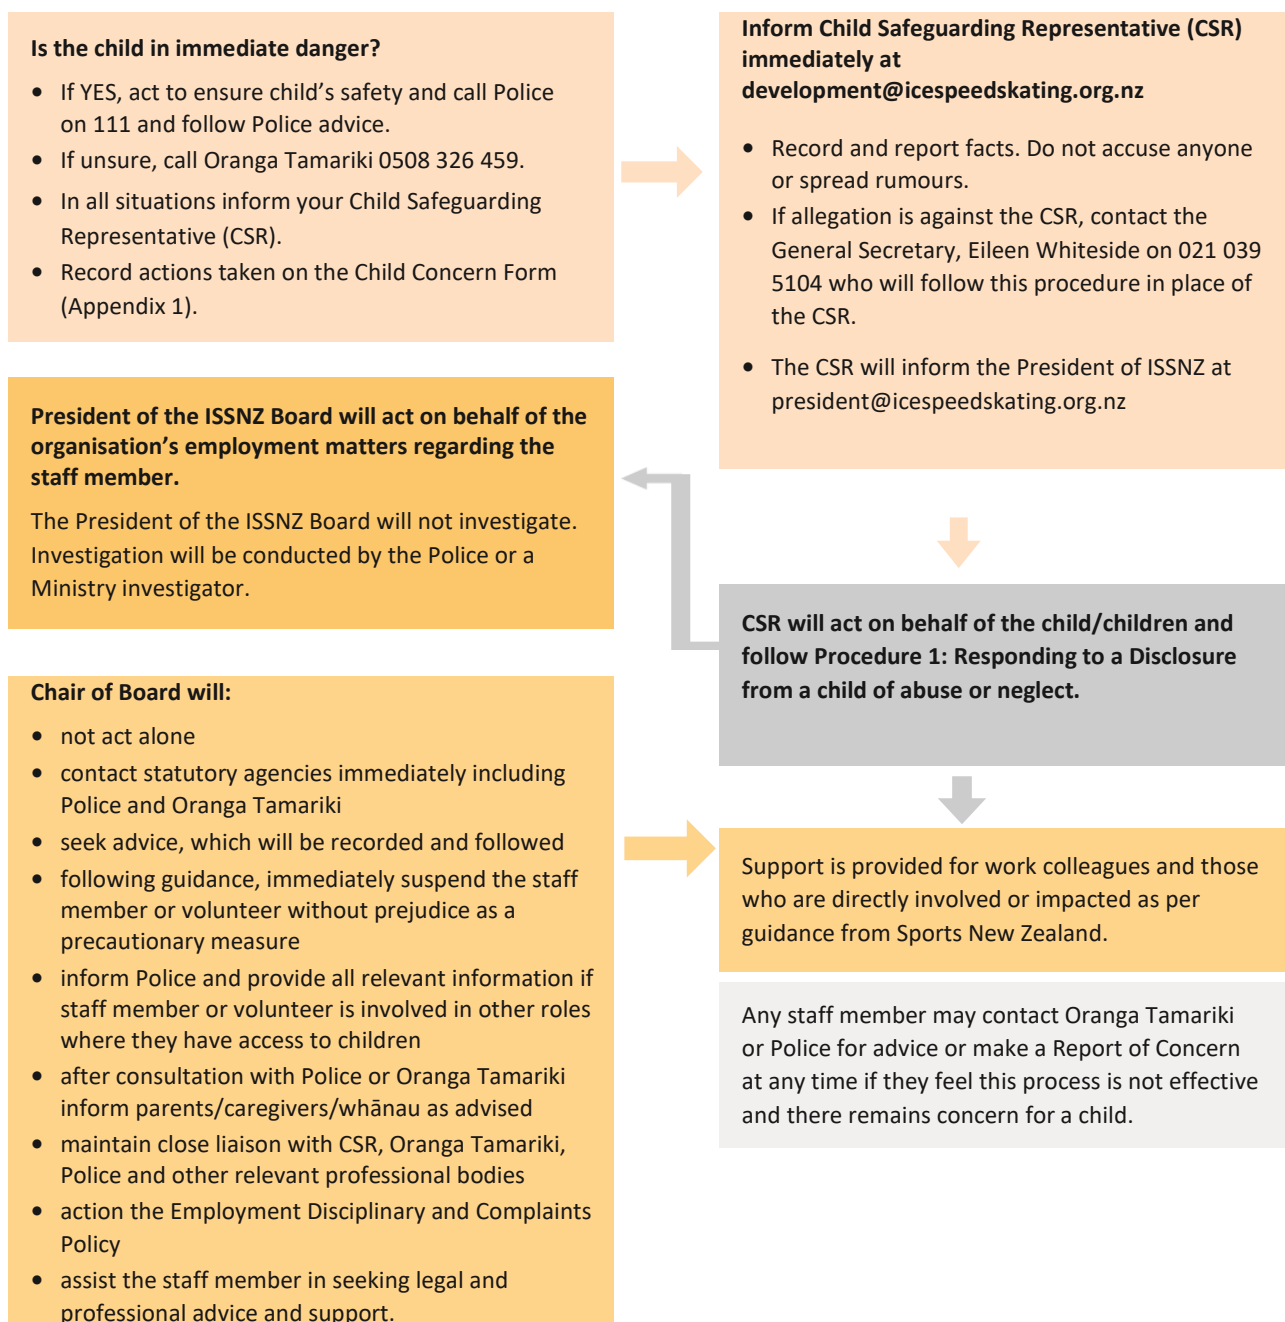 Is the child in immediate danger?
• If YES, act to ensure child's safety and call Police
on 111 and follow Police advice.
• If unsure, call Oranga Tamariki 0508 326 459.
• In all situations inform your Child Safeguarding
Representative (CSR).
• Record actions taken on the Child Concern Form
(Appendix 1).
Inform Child Safeguarding Representative (CSR)
immediately at
development@icespeedskating.org.nz
• Record and report facts. Do not accuse anyone
or spread rumours.
• If allegation is against the CSR, contact the
General Secretary, Eileen Whiteside on 021 039
5104 who will follow this procedure in place of
the CSR.
• The CSR will inform the President of ISSNZ at
president@icespeedskating.org.nz
CSR will act on behalf of the child/children and
follow Procedure 1: Responding to a Disclosure
from a child of abuse or neglect.
President of the ISSNZ Board will act on behalf of the
organisation's employment matters regarding the
staff member.
The President of the ISSNZ Board will not investigate.
Investigation will be conducted by the Police or a
Ministry investigator.
Chair of Board will:
• not act alone
• contact statutory agencies immediately including
Police and Oranga Tamariki
• seek advice, which will be recorded and followed
• following guidance, immediately suspend the staff
member or volunteer without prejudice as a
precautionary measure
• inform Police and provide all relevant information if
staff member or volunteer is involved in other roles
where they have access to children
• after consultation with Police or Oranga Tamariki
inform parents/caregivers/whānau as advised
• maintain close liaison with CSR, Oranga Tamariki,
Police and other relevant professional bodies
• action the Employment Disciplinary and Complaints
Policy
• assist the staff member in seeking legal and
professional advice and support.
Support is provided for work colleagues and those
who are directly involved or impacted as per
guidance from Sports New Zealand.
Any staff member may contact Oranga Tamariki
or Police for advice or make a Report of Concern
at any time if they feel this process is not effective
and there remains concern for a child.